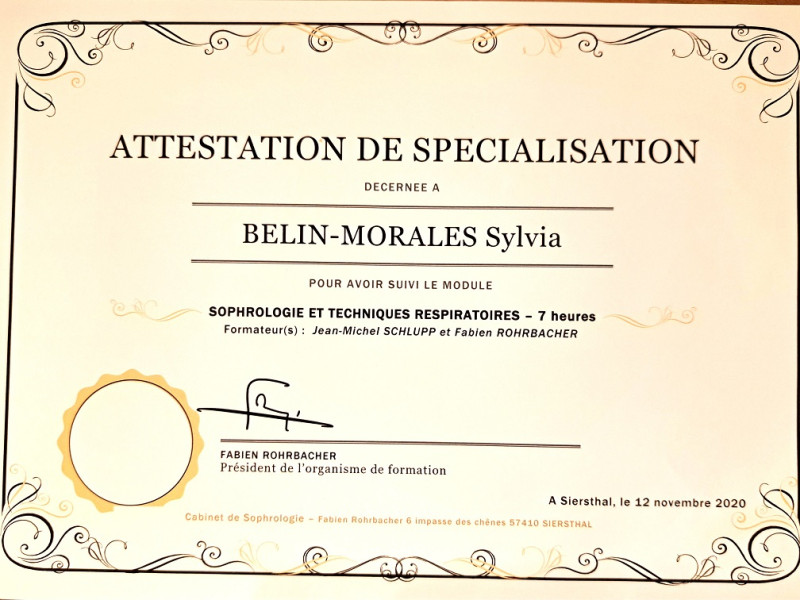 ATTESTATION DE SPECIALISATION
DECERNEE A
BELIN-MORALES Sylvia
POUR AVOIR SUIVI LE MODULE
SOPHROLOGIE ET TECHNIQUES RESPIRATOIRES – 7 heures
Formateur(s) : Jean-Michel SCHLUPP et Fabien ROHRBACHER
FABIEN ROHRBACHER
Président de l'organisme de formation
A Siersthal, le 12 novembre 2020
Cabinet de Sophrologie – Fabien Rohrbacher 6 impasse des chênes 57410 SIERSTHAL